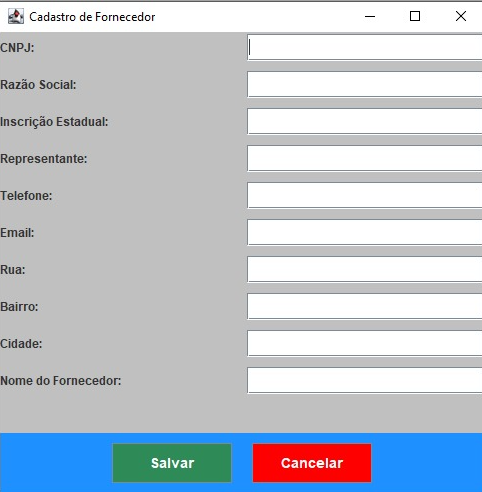 Cadastro de Fornecedor
CNPJ:
Razão Social:
Inscrição Estadual:
Representante:
Telefone:
Email:
Rua:
Bairro:
Cidade:
Nome do Fornecedor:
Salvar Cancelar